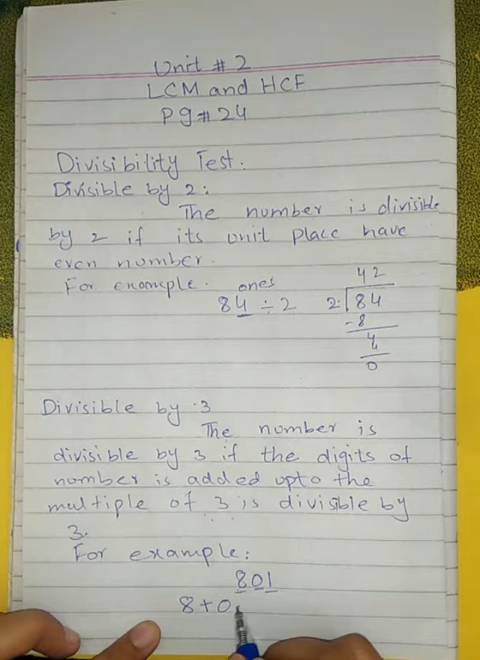 Unit # 2
LCM and HCF
Pg # 24
Divisibility Test.
Divisible by 2:
The number is divisible
by 2 if its unit place have
even number.
For example. ones
84 ÷ 2
42
2 84
-8
4
0
Divisible by 3
The number is
divisible by 3 if the digits of
number is added upto the
multiple of 3 is divisible by
3.
For example:
801
8+0